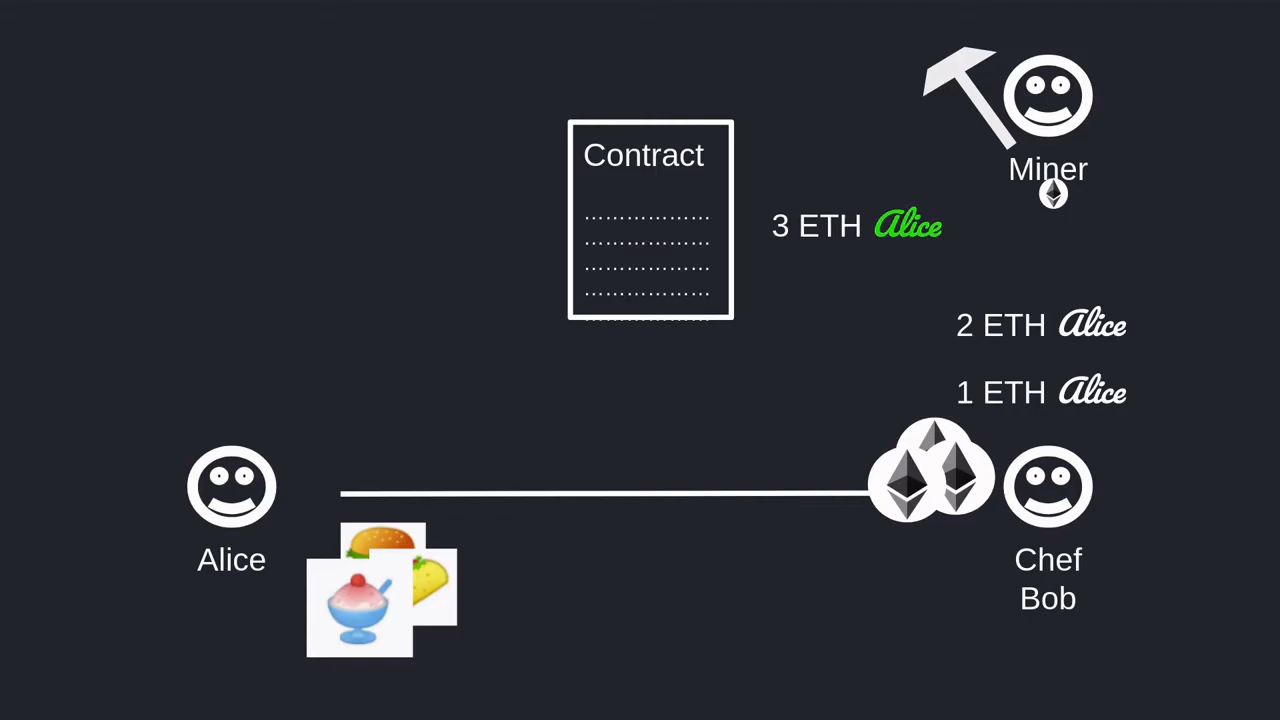 Contract
………………
………………
………………
………………
Miner
3 ETH Alice
2 ETH Alice
1 ETH Alice
Alice
Chef
Bob